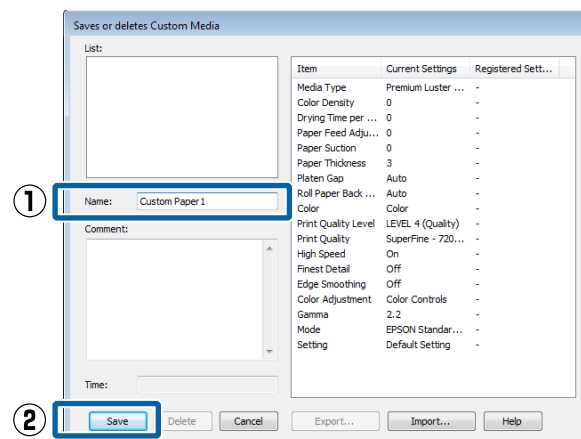 Saves or deletes Custom Media
List:
Item Current Settings Registered Sett...
Media Type Premium Luster ... -
Color Density 0 -
Drying Time per ... 0 -
Paper Feed Adju... 0 -
Paper Suction 0 -
Paper Thickness 3 -
Platen Gap Auto -
Roll Paper Back ... Auto -
Color Color -
Print Quality Level LEVEL 4 (Quality) -
Print Quality SuperFine - 720... -
High Speed On -
Finest Detail Off -
Edge Smoothing Off -
Color Adjustment Color Controls -
Gamma 2.2 -
Mode EPSON Standar... -
Setting Default Setting -
① Name: Custom Paper1
Comment:
Time:
② Save Delete Cancel Export... Import... Help